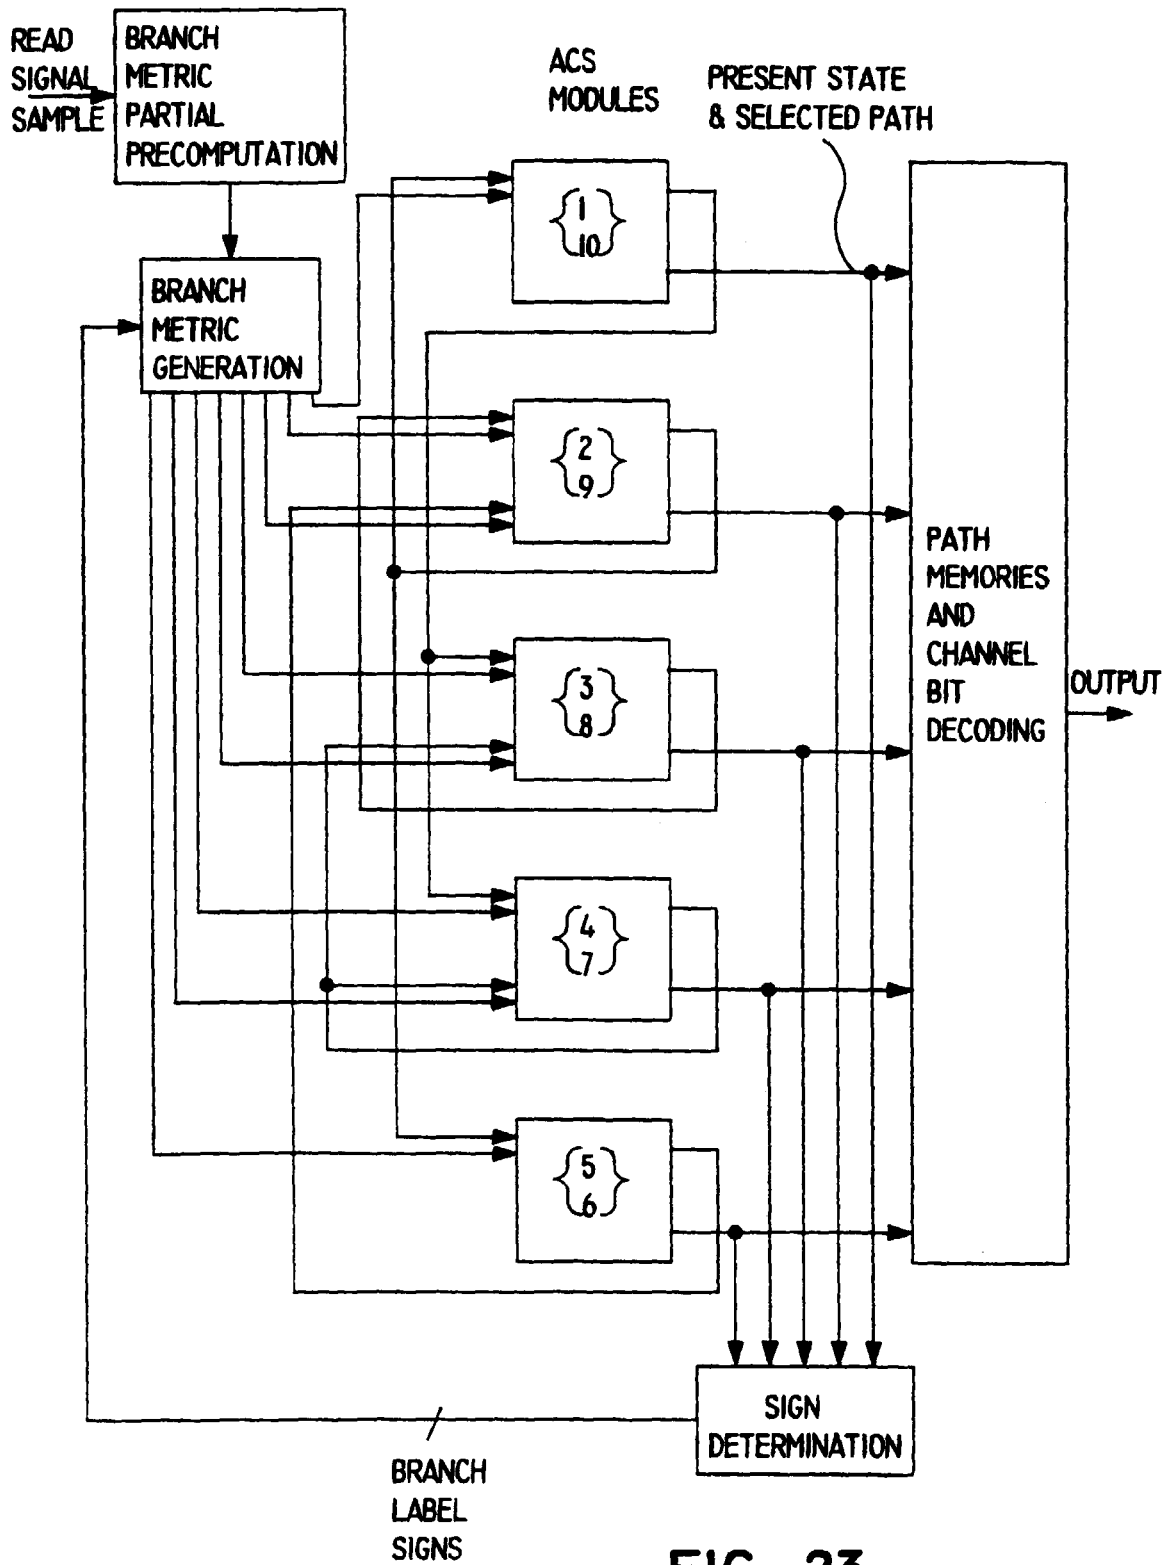 READ
SIGNAL
SAMPLE
BRANCH
METRIC
PARTIAL
PRECOMPUTATION
ACS
MODULES
PRESENT STATE
& SELECTED PATH
BRANCH
METRIC
GENERATION
1
10
2
9
3
8
4
7
5
6
PATH
MEMORIES
AND
CHANNEL
BIT
DECODING
OUTPUT
SIGN
DETERMINATION
BRANCH
LABEL
SIGNS
FIG. 23